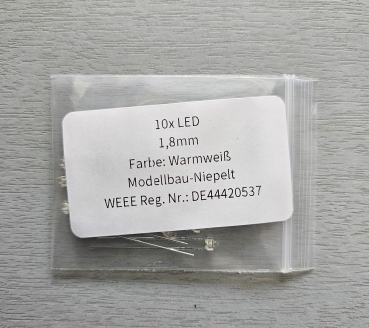 10x LED
1,8mm
Farbe: Warmweiß
Modellbau-Niepelt
WEEE Reg. Nr.: DE44420537